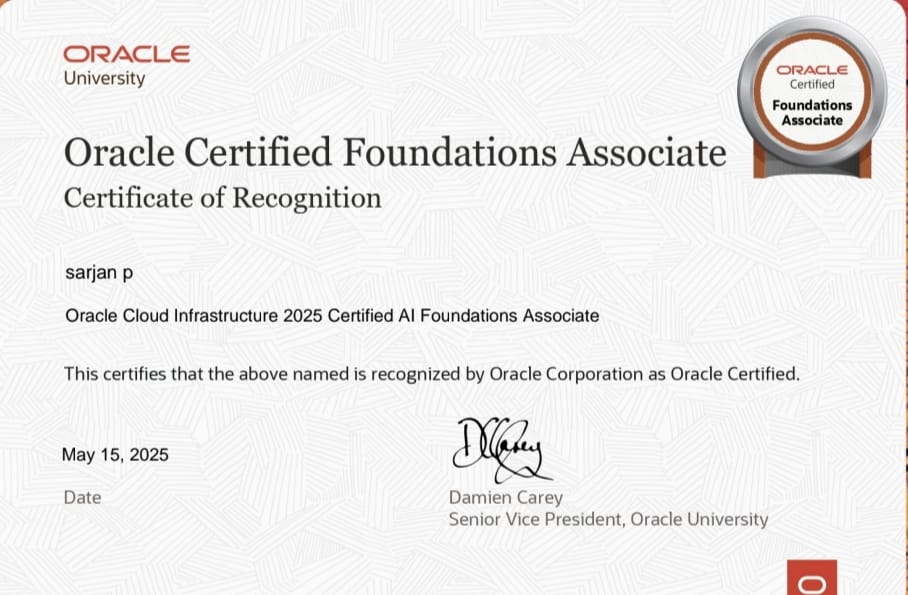 ORACLE
University
ORACLE
Certified
Foundations
Associate
Oracle Certified Foundations Associate
Certificate of Recognition
sarjan p
Oracle Cloud Infrastructure 2025 Certified AI Foundations Associate
This certifies that the above named is recognized by Oracle Corporation as Oracle Certified.
DCarey
May 15, 2025
Date
Damien Carey
Senior Vice President, Oracle University